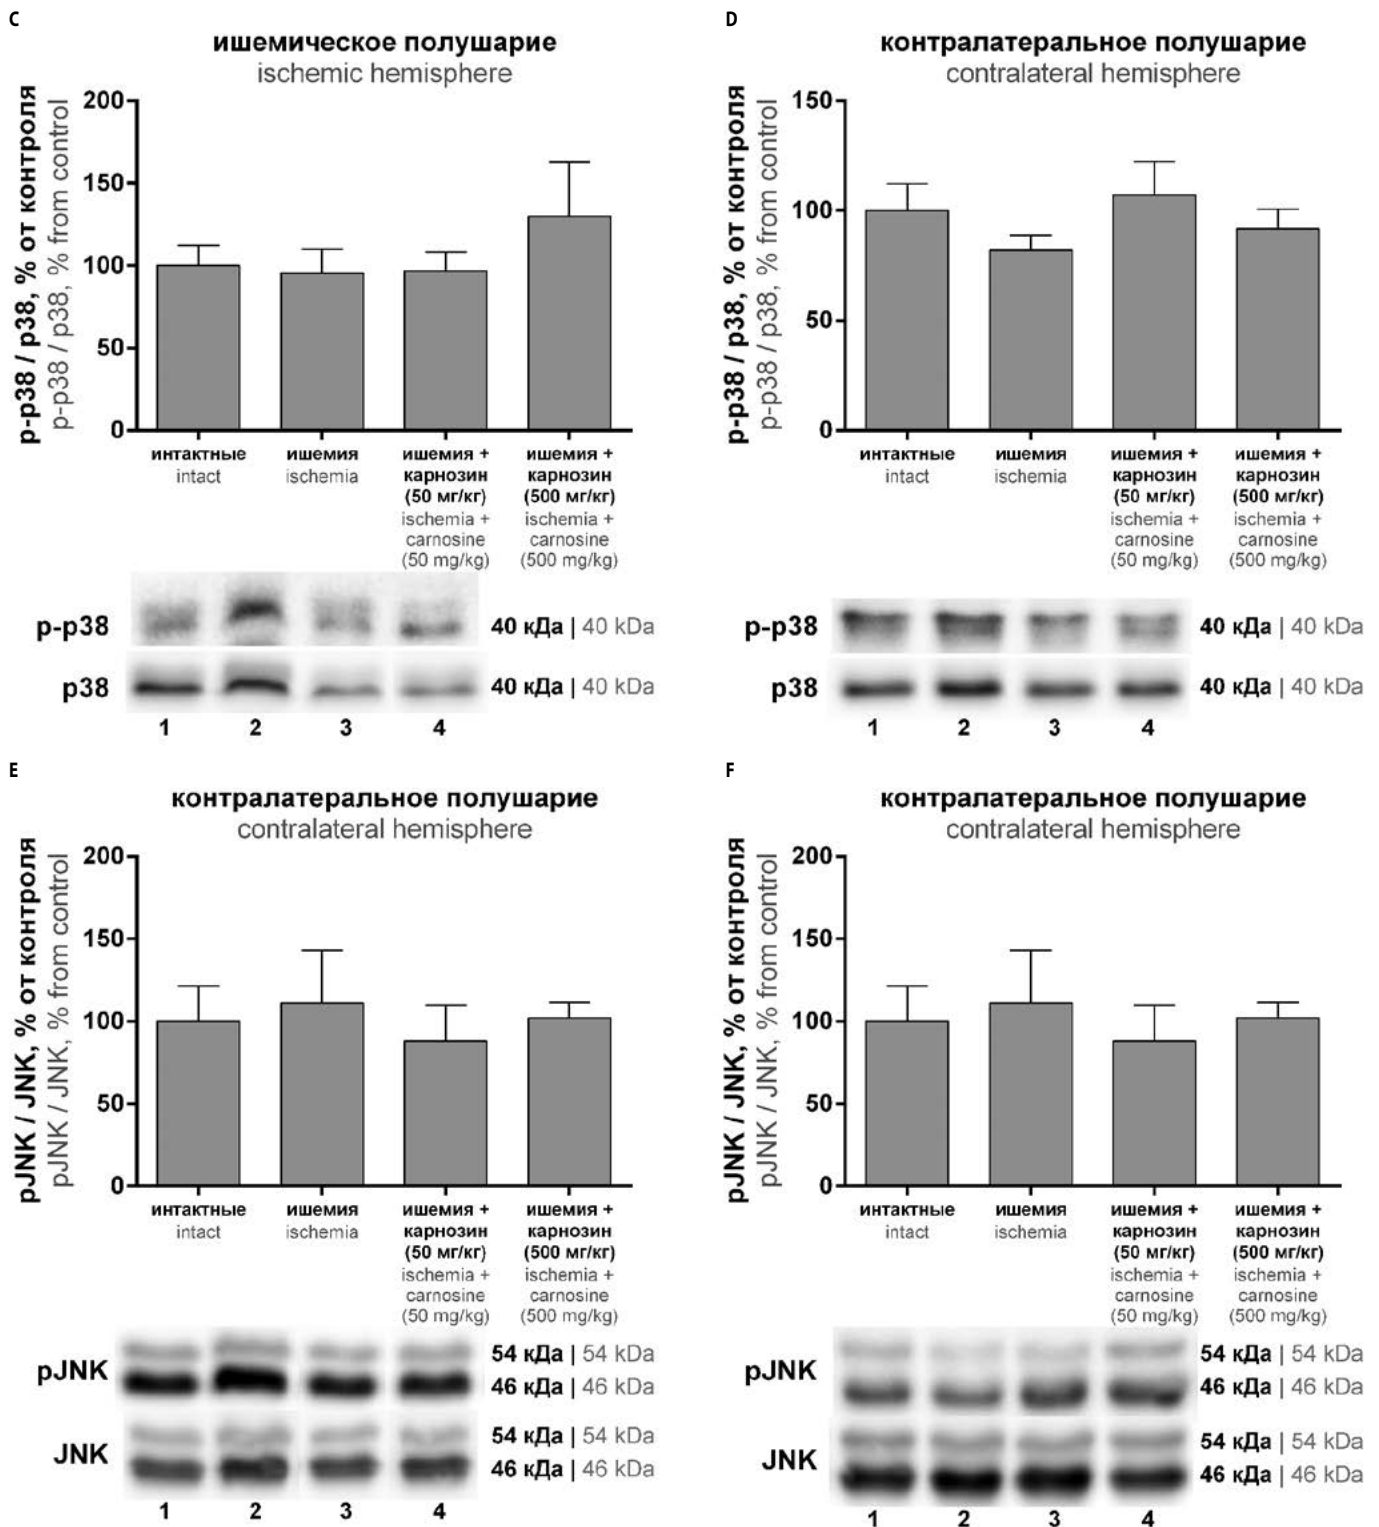 C
ишемическое полушарие
ischemic hemisphere
p-p38 / p38, % от контроля
p-p38 / p38, % from control
200
150
100
50
0
интактные
intact
ишемия
ischemia
ишемия +
карнозин
(50 мг/кг)
ischemia +
carnosine
(50 mg/kg)
ишемия +
карнозин
(500 мг/кг)
ischemia +
carnosine
(500 mg/kg)
p-p38
40 кДа | 40 kDa
p38
40 кДа | 40 kDa
1 2 3 4
D
контралатеральное полушарие
contralateral hemisphere
p-p38 / p38, % от контроля
p-p38 / p38, % from control
150
100
50
0
интактные
intact
ишемия
ischemia
ишемия +
карнозин
(50 мг/кг)
ischemia +
carnosine
(50 mg/kg)
ишемия +
карнозин
(500 мг/кг)
ischemia +
carnosine
(500 mg/kg)
p-p38
40 кДа | 40 kDa
p38
40 кДа | 40 kDa
1 2 3 4
E
контралатеральное полушарие
contralateral hemisphere
pJNK / JNK, % от контроля
pJNK / JNK, % from control
200
150
100
50
0
интактные
intact
ишемия
ischemia
ишемия +
карнозин
(50 мг/кг)
ischemia +
carnosine
(50 mg/kg)
ишемия +
карнозин
(500 мг/кг)
ischemia +
carnosine
(500 mg/kg)
pJNK
54 кДа | 54 kDa
46 кДа | 46 kDa
JNK
54 кДа | 54 kDa
46 кДа | 46 kDa
1 2 3 4
F
контралатеральное полушарие
contralateral hemisphere
pJNK / JNK, % от контроля
pJNK / JNK, % from control
200
150
100
50
0
интактные
intact
ишемия
ischemia
ишемия +
карнозин
(50 мг/кг)
ischemia +
carnosine
(50 mg/kg)
ишемия +
карнозин
(500 мг/кг)
ischemia +
carnosine
(500 mg/kg)
pJNK
54 кДа | 54 kDa
46 кДа | 46 kDa
JNK
54 кДа | 54 kDa
46 кДа | 46 kDa
1 2 3 4